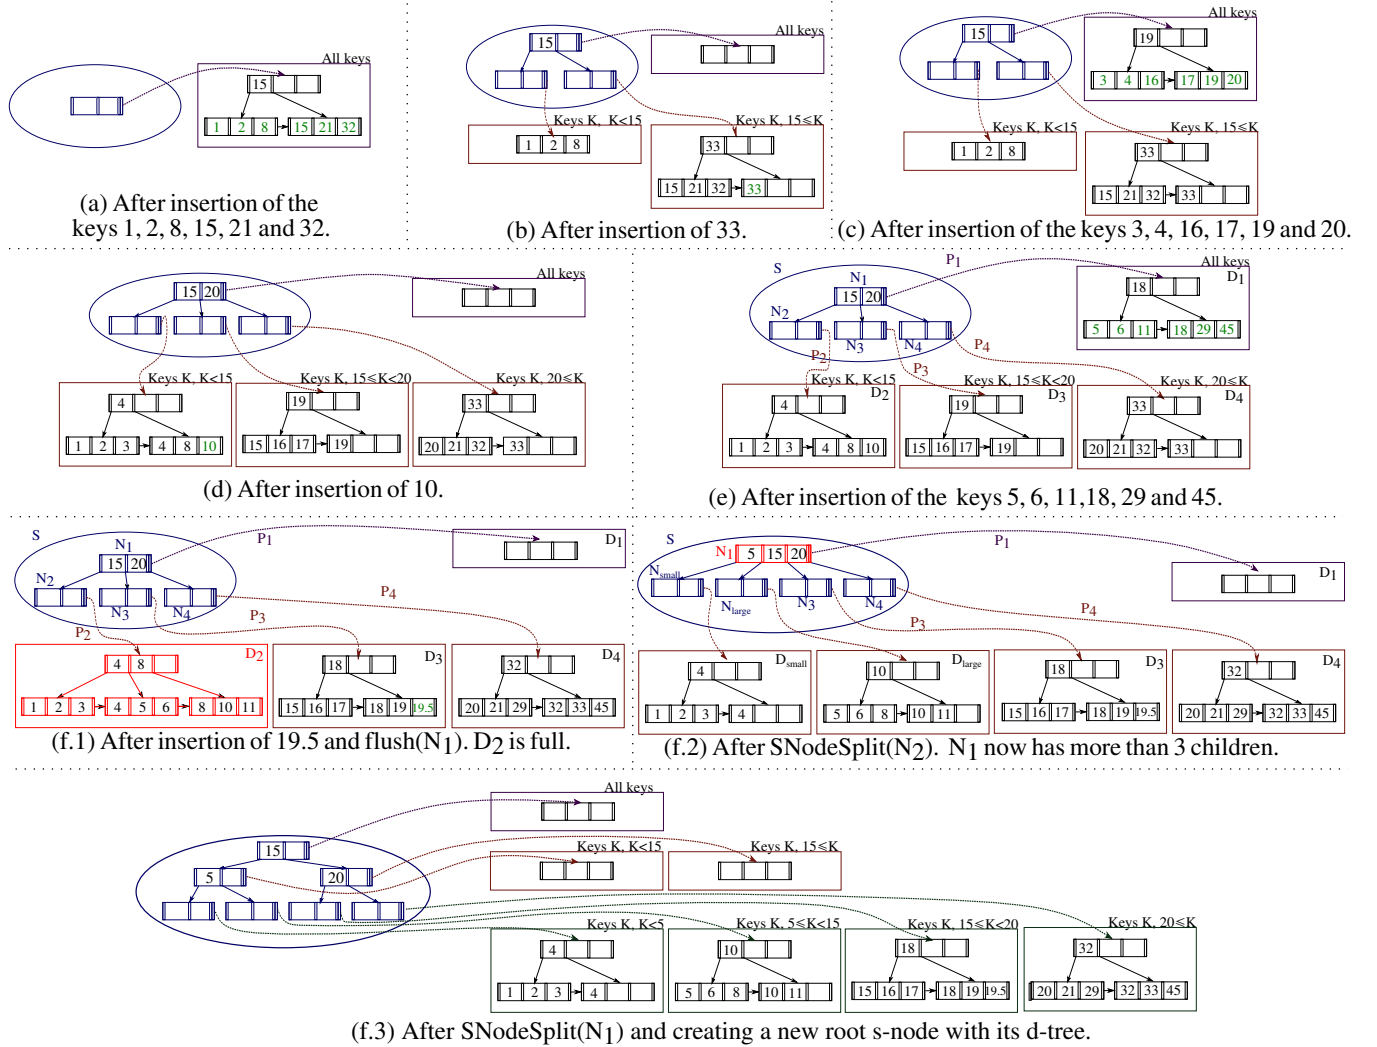 All keys
15
1 2 8 15 21 32
(a) After insertion of the
keys 1, 2, 8, 15, 21 and 32.
All keys
15
Keys K, K<15
1 2 8
Keys K, 15⩽K
33
15 21 32 33
(b) After insertion of 33.
All keys
15
19
3 4 16 17 19 20
Keys K, K<15
1 2 8
Keys K, 15⩽K
33
15 21 32 33
(c) After insertion of the keys 3, 4, 16, 17, 19 and 20.
All keys
15 20
Keys K, K<15
4
1 2 3 4 8 10
Keys K, 15⩽K<20
19
15 16 17 19
Keys K, 20⩽K
33
20 21 32 33
(d) After insertion of 10.
S
P1
All keys
D1
N1
15 20
18
N2
N3
N4
5 6 11 18 29 45
P2
P3
P4
Keys K, K<15
D2
4
1 2 3 4 8 10
Keys K, 15⩽K<20
D3
19
15 16 17 19
Keys K, 20⩽K
D4
33
20 21 32 33
(e) After insertion of the keys 5, 6, 11,18, 29 and 45.
S
P1
D1
N1
15 20
N2
N3
N4
P2
P3
P4
D2
4 8
1 2 3 4 5 6 8 10 11
D3
18
15 16 17 18 19 19.5
D4
32
20 21 29 32 33 45
(f.1) After insertion of 19.5 and flush(N1). D2 is full.
S
P1
D1
N1
5 15 20
Nsmall
Nlarge
N3
N4
P3
P4
Dsmall
4
1 2 3 4
Dlarge
10
5 6 8 10 11
D3
18
15 16 17 18 19 19.5
D4
32
20 21 29 32 33 45
(f.2) After SNodeSplit(N2). N1 now has more than 3 children.
All keys
15
5 20
Keys K, K<15
Keys K, 15⩽K
Keys K, K<5
4
1 2 3 4
Keys K, 5⩽K<15
10
5 6 8 10 11
Keys K, 15⩽K<20
18
15 16 17 18 19 19.5
Keys K, 20⩽K
32
20 21 29 32 33 45
(f.3) After SNodeSplit(N1) and creating a new root s-node with its d-tree.